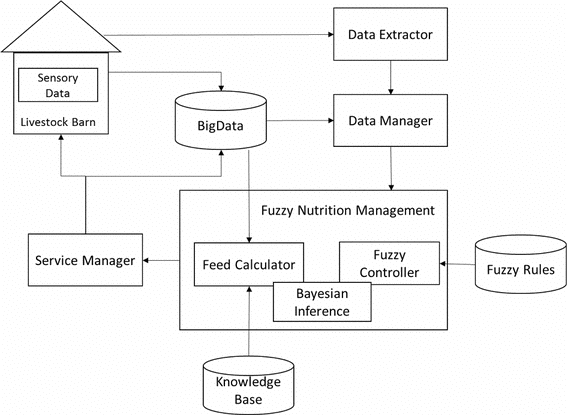 Data Extractor
Sensory
Data
Livestock Barn
BigData
Data Manager
Fuzzy Nutrition Management
Service Manager
Feed Calculator
Fuzzy
Controller
Fuzzy Rules
Bayesian
Inference
Knowledge
Base